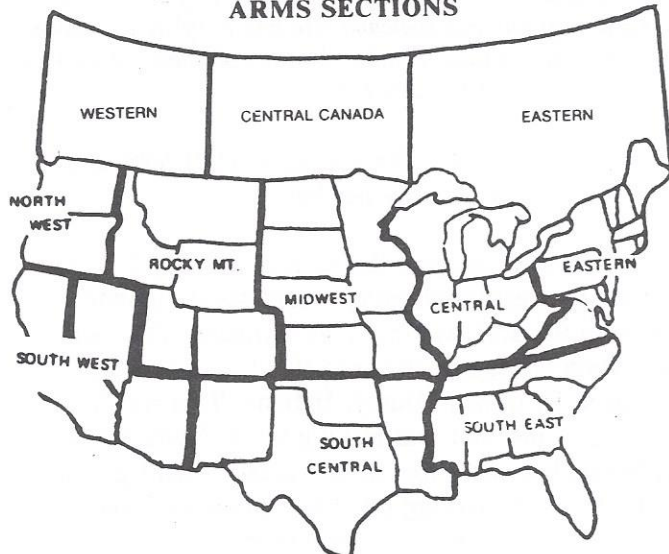 ARMS SECTIONS
WESTERN
CENTRAL CANADA
EASTERN
NORTH
WEST
ROCKY MT.
MIDWEST
CENTRAL
EASTERN
SOUTH WEST
SOUTH
CENTRAL
SOUTH EAST